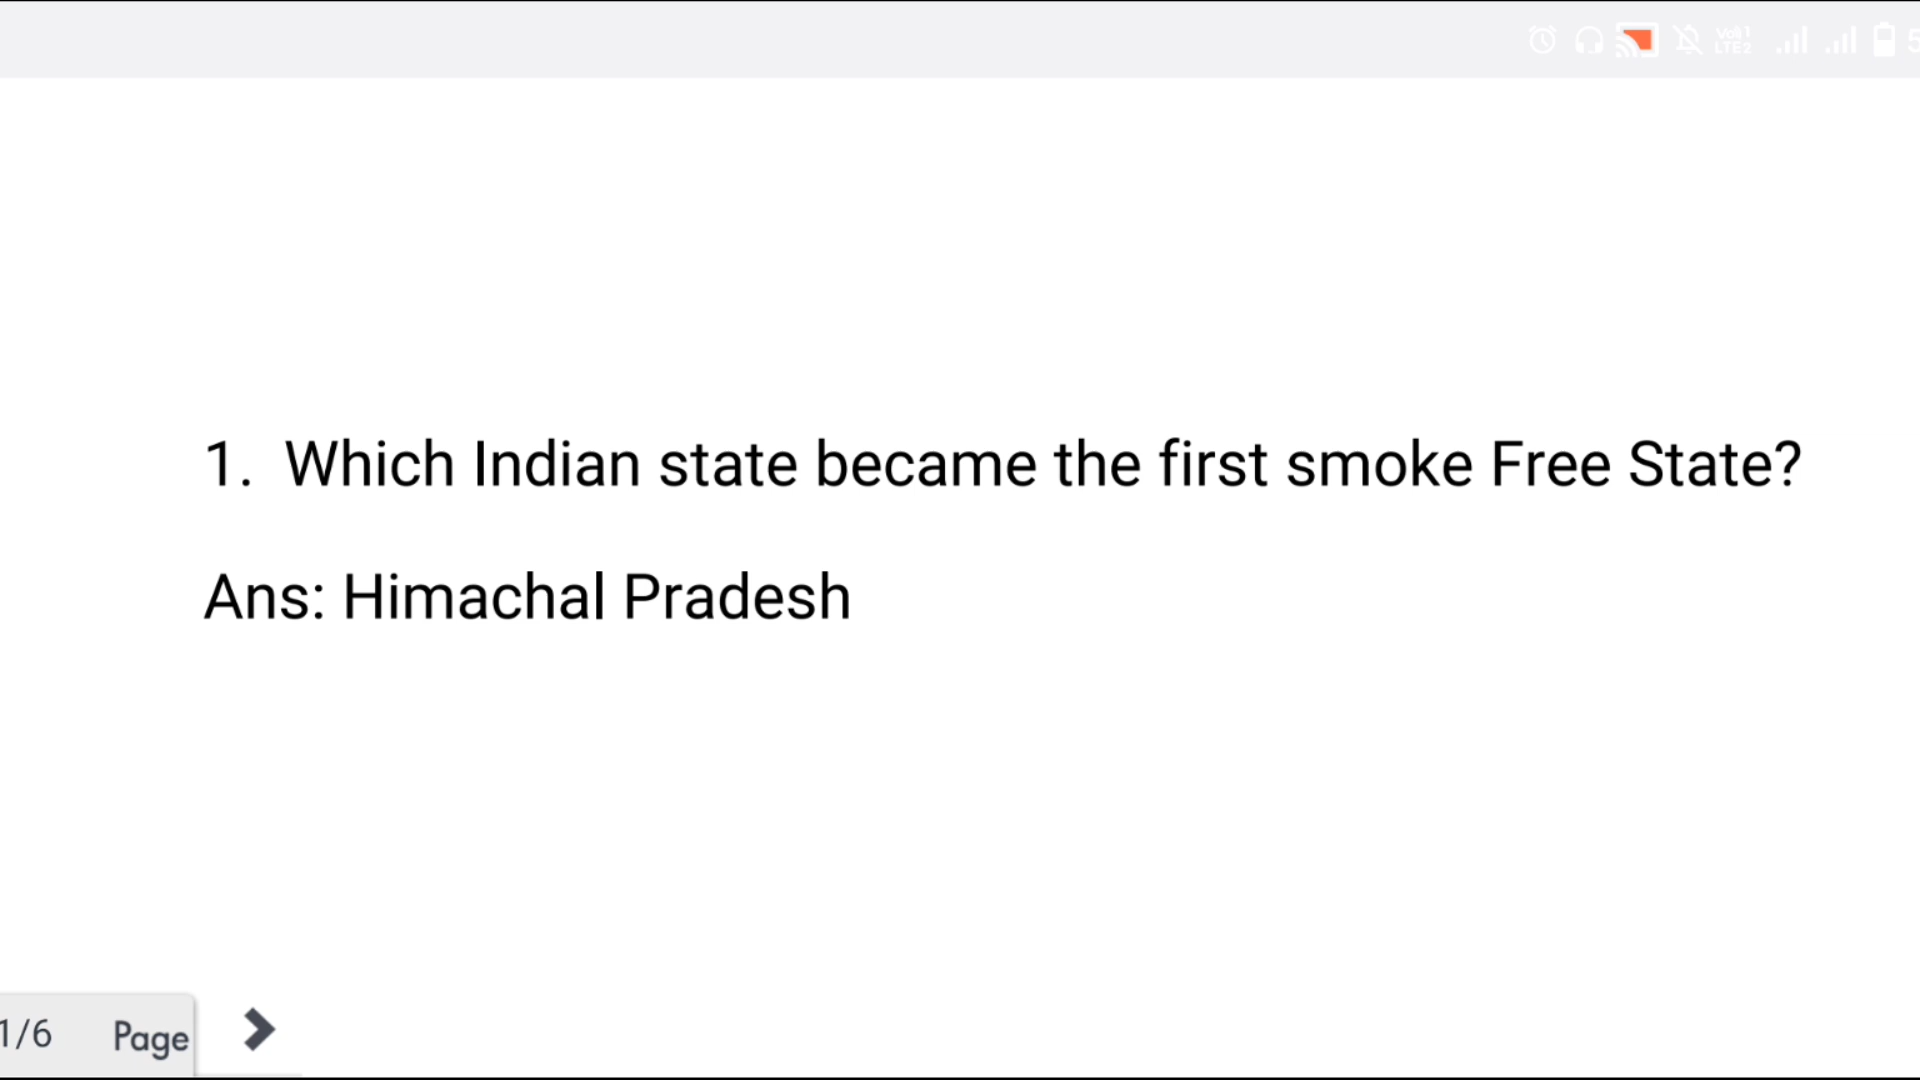 1. Which Indian state became the first smoke Free State?
Ans: Himachal Pradesh
1/6 Page